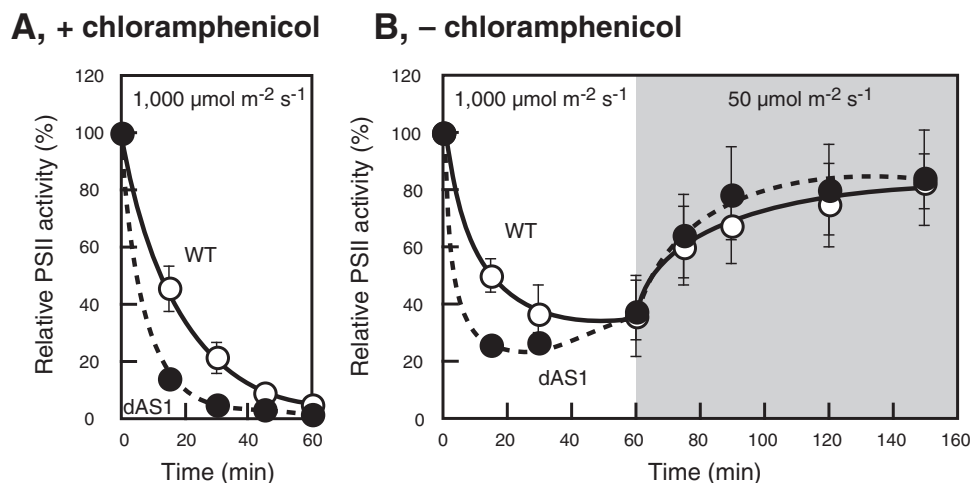 A, + chloramphenicol
Relative PSII activity (%)
120
100
80
60
40
20
0
1,000 μmol m-2 s-1
WT
dAS1
0 20 40 60
Time (min)
B, – chloramphenicol
Relative PSII activity (%)
120
100
80
60
40
20
0
1,000 μmol m-2 s-1
50 μmol m-2 s-1
WT
dAS1
0 20 40 60 80 100 120 140 160
Time (min)